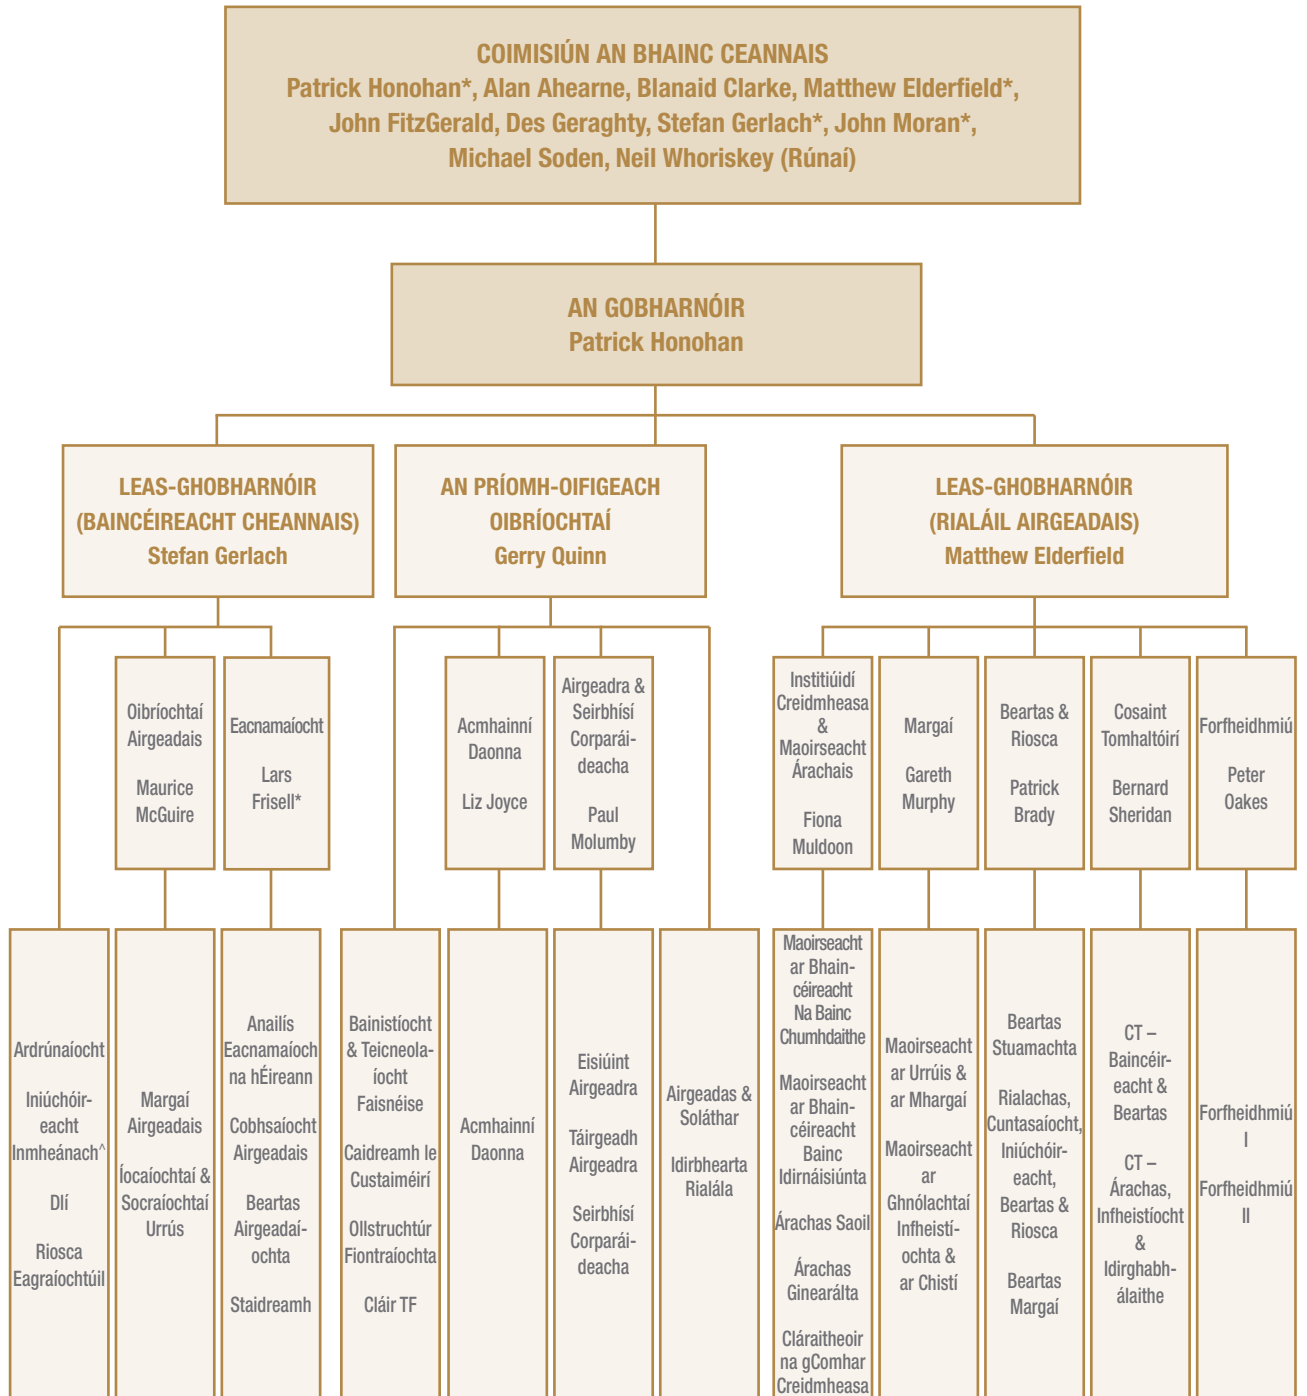 COIMISIÚN AN BHAINC CEANNAIS
Patrick Honohan*, Alan Ahearne, Blanaid Clarke, Matthew Elderfield*,
John FitzGerald, Des Geraghty, Stefan Gerlach*, John Moran*,
Michael Soden, Neil Whoriskey (Rúnaí)
AN GOBHARNÓIR
Patrick Honohan
LEAS-GHOBHARNÓIR
(BAINCÉIREACHT CHEANNAIS)
Stefan Gerlach
AN PRÍOMH-OIFIGEACH
OIBRÍOCHTAÍ
Gerry Quinn
LEAS-GHOBHARNÓIR
(RIALÁIL AIRGEADAIS)
Matthew Elderfield
Oibríochtaí
Airgeadais
Maurice
McGuire
Eacnamaíocht
Lars
Frisell*
Acmhainní
Daonna
Liz Joyce
Airgeadra &
Seirbhísí
Corparái-
deacha
Paul
Molumby
Institiúidí
Creidmheasa
&
Maoirseacht
Árachais
Fiona
Muldoon
Margaí
Gareth
Murphy
Beartas &
Riosca
Patrick
Brady
Cosaint
Tomhaltóirí
Bernard
Sheridan
Forfheidhmiú
Peter
Oakes
Ardrúnaíocht
Iniúchóir-
eacht
Inmheánach^
Dlí
Riosca
Eagraíochtúil
Margaí
Airgeadais
Íocaíochtaí &
Socraíochtaí
Urrús
Anailís
Eacnamaíoch
na hÉireann
Cobhsaíocht
Airgeadais
Beartas
Airgeadaí-
ochta
Staidreamh
Bainistíocht
& Teicneola-
íocht
Faisnéise
Caidreamh le
Custaiméirí
Ollstruchtúr
Fiontraíochta
Cláir TF
Acmhainní
Daonna
Eisiúint
Airgeadra
Táirgeadh
Airgeadra
Seirbhísí
Corparái-
deacha
Airgeadas &
Soláthar
Idirbhearta
Rialála
Maoirseacht
ar Bhain-
céireacht
Na Bainc
Chumhdaithe
Maoirseacht
ar Bhain-
céireacht
Bainc
Idirnáisiúnta
Árachas Saoil
Árachas
Ginearálta
Cláraitheoir
na gComhar
Creidmheasa
Maoirseacht
ar Urrúis &
ar Mhargaí
Maoirseacht
ar
Ghnólachtaí
Infheistí-
ochta &
ar Chistí
Beartas
Stuamachta
Rialachas,
Cuntasaíocht,
Iniúchóir-
eacht,
Beartas &
Riosca
Beartas
Margaí
CT –
Baincéir-
eacht &
Beartas
CT –
Árachas,
Infheistíocht
&
Idirghabh-
álaithe
Forfheidhmiú
I
Forfheidhmiú
II